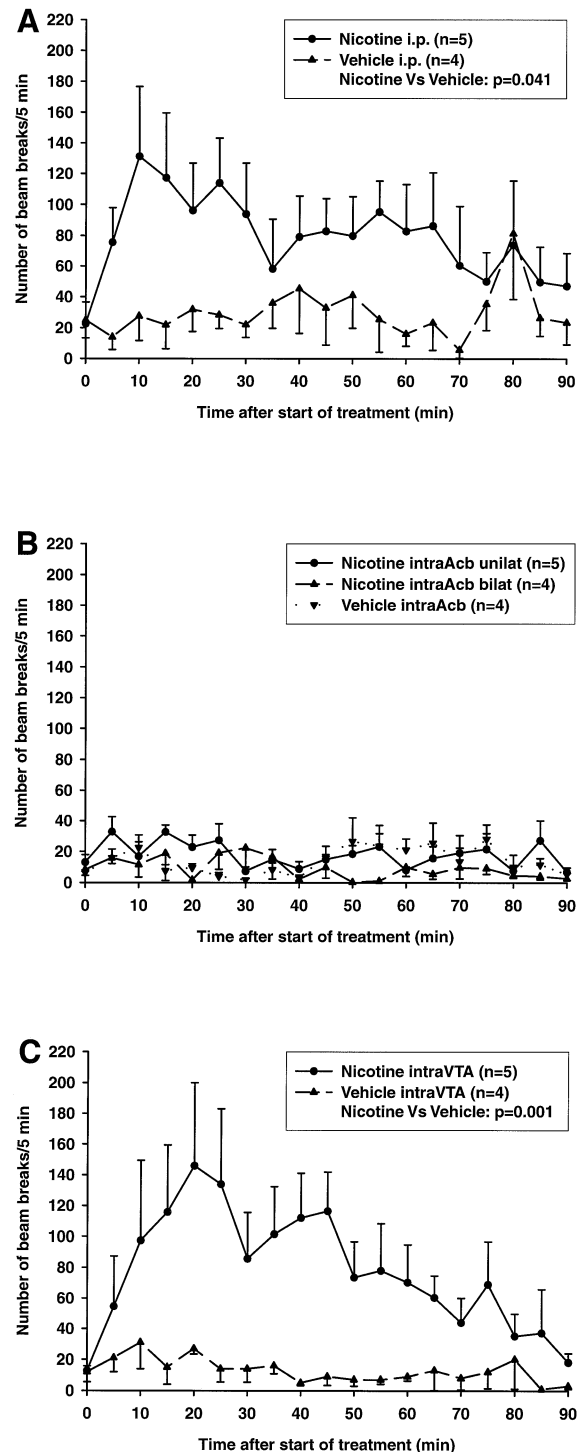 A
Nicotine i.p. (n=5)
Vehicle i.p. (n=4)
Nicotine Vs Vehicle: p=0.041
Number of beam breaks/5 min
220
200
180
160
140
120
100
80
60
40
20
0
0 10 20 30 40 50 60 70 80 90
Time after start of treatment (min)
B
Nicotine intraAcb unilat (n=5)
Nicotine intraAcb bilat (n=4)
Vehicle intraAcb (n=4)
Number of beam breaks/5 min
220
200
180
160
140
120
100
80
60
40
20
0
0 10 20 30 40 50 60 70 80 90
Time after start of treatment (min)
C
Nicotine intraVTA (n=5)
Vehicle intraVTA (n=4)
Nicotine Vs Vehicle: p=0.001
Number of beam breaks/5 min
220
200
180
160
140
120
100
80
60
40
20
0
0 10 20 30 40 50 60 70 80 90
Time after start of treatment (min)